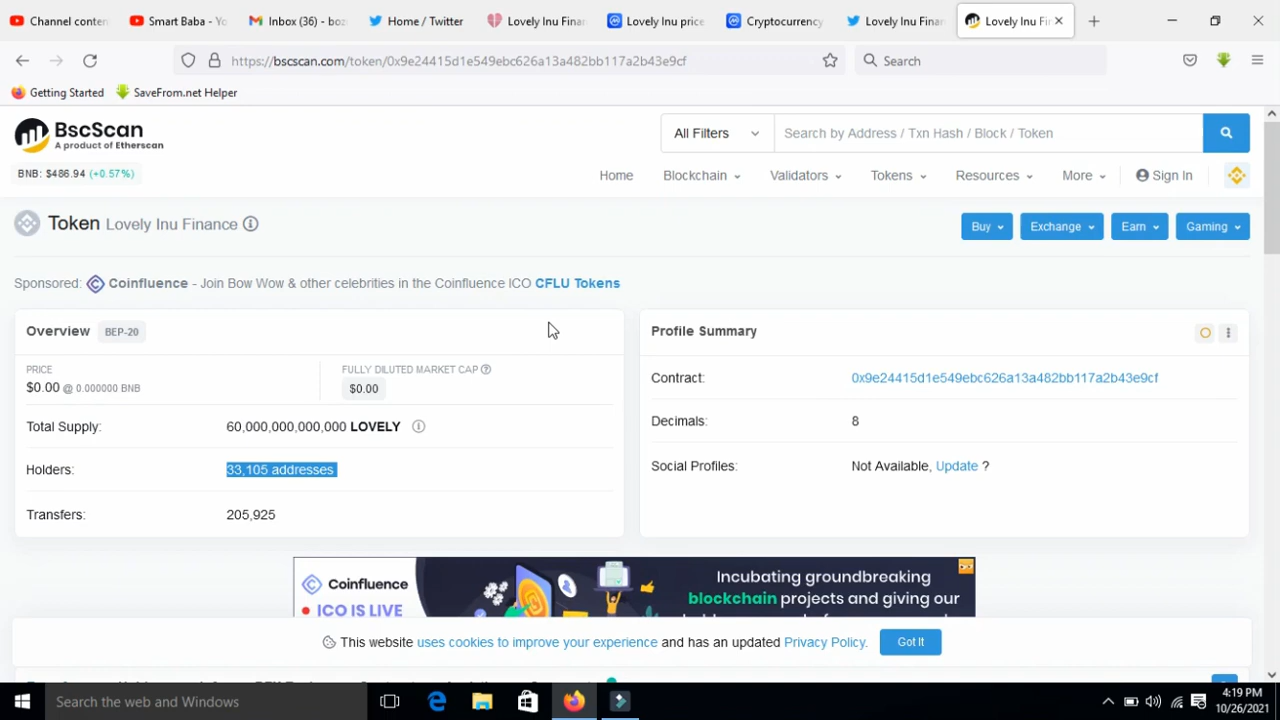 Channel conten
Smart Baba - Yo
Inbox (36) - boz
Home / Twitter
Lovely Inu Finan
Lovely Inu price
Cryptocurrency
Lovely Inu Finan
Lovely Inu Fin
https://bscscan.com/token/0x9e24415d1e549ebc626a13a482bb117a2b43e9cf
Search
Getting Started
SaveFrom.net Helper
BscScan
A product of Etherscan
All Filters
Search by Address / Txn Hash / Block / Token
BNB: $486.94 (+0.57%)
Home
Blockchain
Validators
Tokens
Resources
More
Sign In
Token Lovely Inu Finance
Buy
Exchange
Earn
Gaming
Sponsored: Coinfluence - Join Bow Wow & other celebrities in the Coinfluence ICO CFLU Tokens
Overview BEP-20
PRICE
$0.00 @ 0.000000 BNB
FULLY DILUTED MARKET CAP
$0.00
Total Supply: 60,000,000,000,000 LOVELY
Holders: 33,105 addresses
Transfers: 205,925
Profile Summary
Contract: 0x9e24415d1e549ebc626a13a482bb117a2b43e9cf
Decimals: 8
Social Profiles: Not Available, Update ?
Coinfluence
ICO IS LIVE
Incubating groundbreaking
blockchain projects and giving our
This website uses cookies to improve your experience and has an updated Privacy Policy.
Got It
Search the web and Windows
4:19 PM
10/26/2021